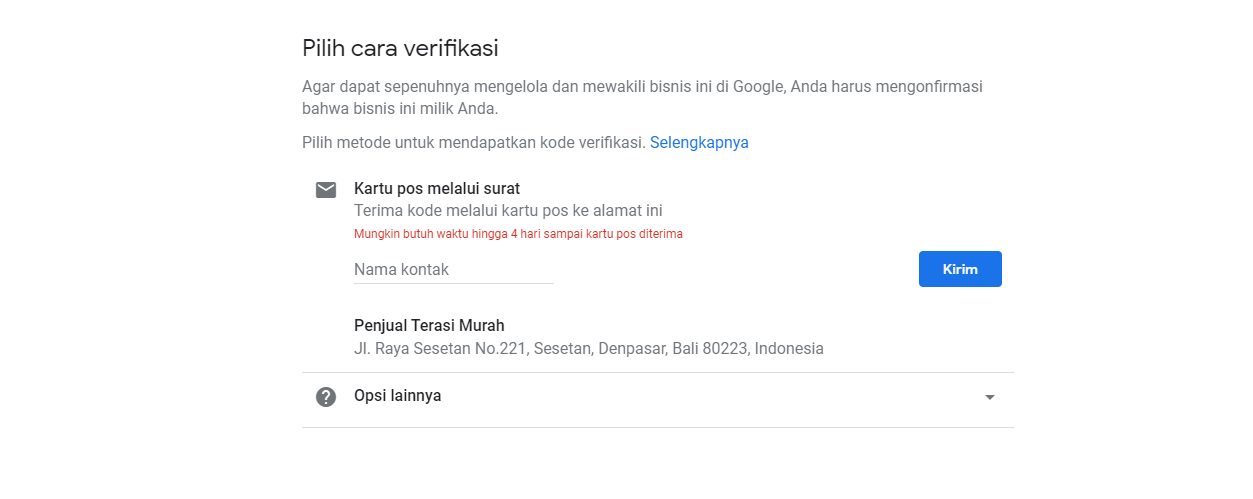 Pilih cara verifikasi
Agar dapat sepenuhnya mengelola dan mewakili bisnis ini di Google, Anda harus mengonfirmasi
bahwa bisnis ini milik Anda.
Pilih metode untuk mendapatkan kode verifikasi. Selengkapnya
Kartu pos melalui surat
Terima kode melalui kartu pos ke alamat ini
Mungkin butuh waktu hingga 4 hari sampai kartu pos diterima
Nama kontak
Kirim
Penjual Terasi Murah
Jl. Raya Sesetan No.221, Sesetan, Denpasar, Bali 80223, Indonesia
Opsi lainnya